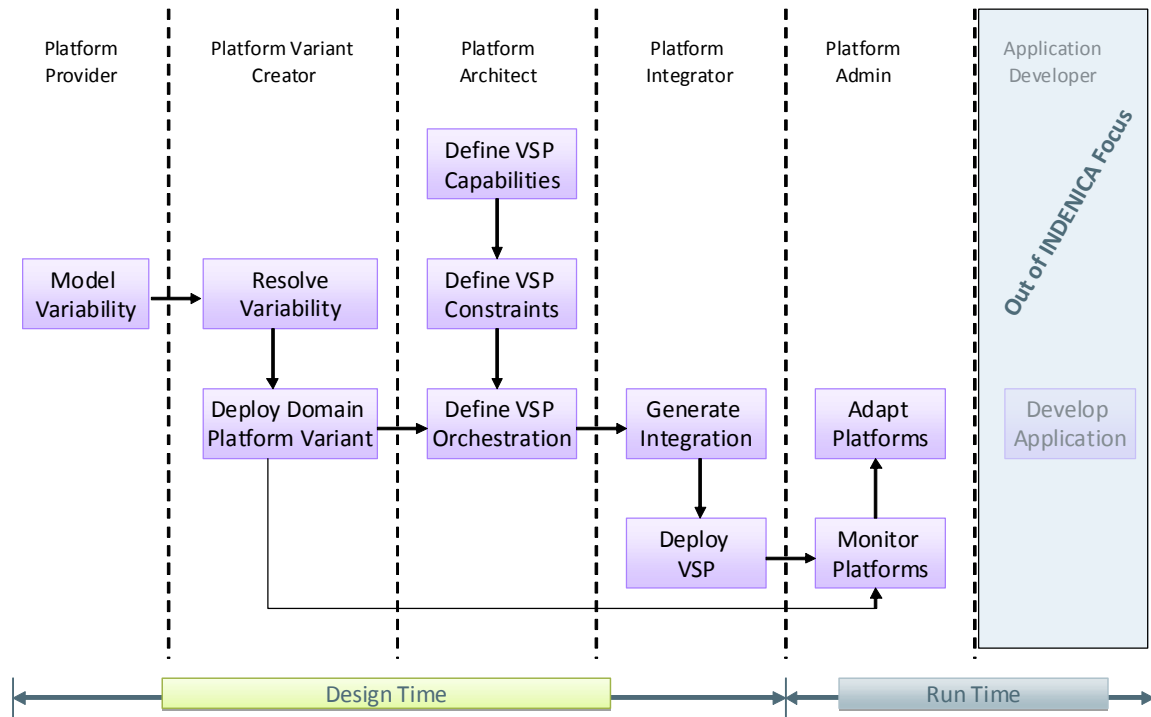 Platform
Provider
Platform Variant
Creator
Platform
Architect
Platform
Integrator
Platform
Admin
Application
Developer
Out of INDENICA Focus
Define VSP
Capabilities
Model
Variability
Resolve
Variability
Define VSP
Constraints
Deploy Domain
Platform Variant
Define VSP
Orchestration
Generate
Integration
Adapt
Platforms
Develop
Application
Deploy
VSP
Monitor
Platforms
Design Time
Run Time